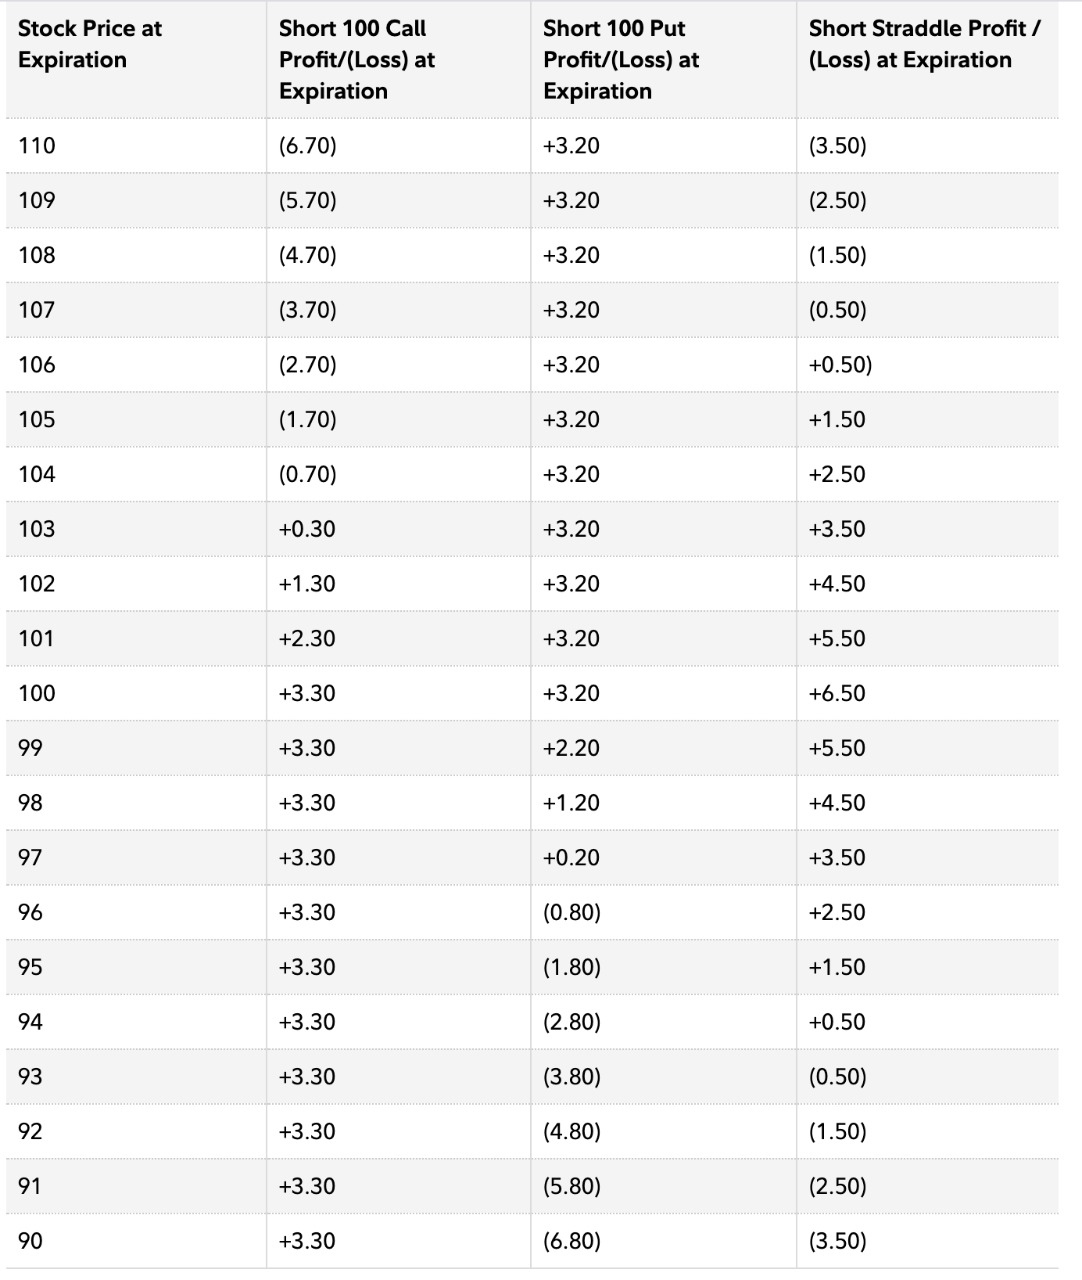 Stock Price at Expiration | Short 100 Call Profit/(Loss) at Expiration | Short 100 Put Profit/(Loss) at Expiration | Short Straddle Profit / (Loss) at Expiration
110 | (6.70) | +3.20 | (3.50)
109 | (5.70) | +3.20 | (2.50)
108 | (4.70) | +3.20 | (1.50)
107 | (3.70) | +3.20 | (0.50)
106 | (2.70) | +3.20 | +0.50)
105 | (1.70) | +3.20 | +1.50
104 | (0.70) | +3.20 | +2.50
103 | +0.30 | +3.20 | +3.50
102 | +1.30 | +3.20 | +4.50
101 | +2.30 | +3.20 | +5.50
100 | +3.30 | +3.20 | +6.50
99 | +3.30 | +2.20 | +5.50
98 | +3.30 | +1.20 | +4.50
97 | +3.30 | +0.20 | +3.50
96 | +3.30 | (0.80) | +2.50
95 | +3.30 | (1.80) | +1.50
94 | +3.30 | (2.80) | +0.50
93 | +3.30 | (3.80) | (0.50)
92 | +3.30 | (4.80) | (1.50)
91 | +3.30 | (5.80) | (2.50)
90 | +3.30 | (6.80) | (3.50)